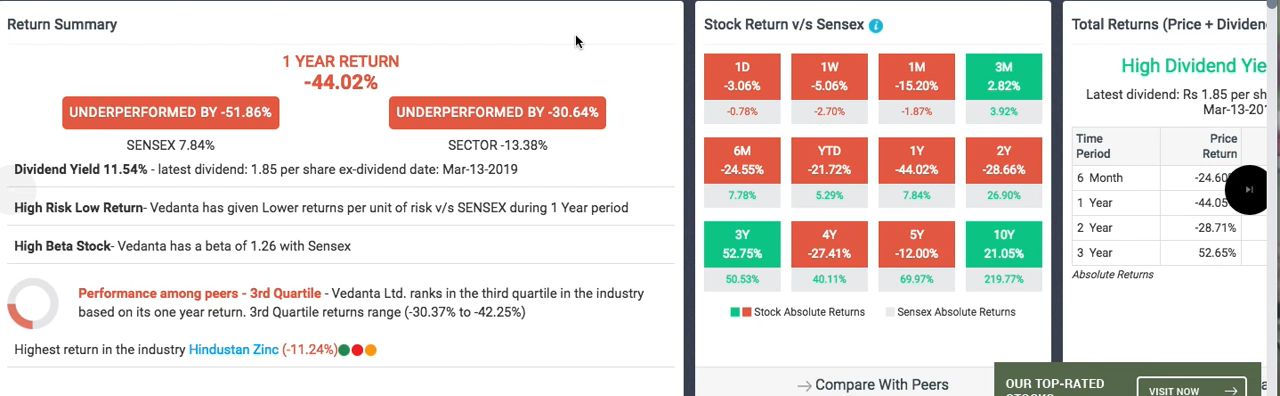 Return Summary
1 YEAR RETURN
-44.02%
UNDERPERFORMED BY -51.86%
UNDERPERFORMED BY -30.64%
SENSEX 7.84%
SECTOR -13.38%
Dividend Yield 11.54% - latest dividend: 1.85 per share ex-dividend date: Mar-13-2019
High Risk Low Return- Vedanta has given Lower returns per unit of risk v/s SENSEX during 1 Year period
High Beta Stock- Vedanta has a beta of 1.26 with Sensex
Performance among peers - 3rd Quartile - Vedanta Ltd. ranks in the third quartile in the industry
based on its one year return. 3rd Quartile returns range (-30.37% to -42.25%)
Highest return in the industry Hindustan Zinc (-11.24%)
Stock Return v/s Sensex
1D 1W 1M 3M
-3.06% -5.06% -15.20% 2.82%
-0.78% -2.70% -1.87% 3.92%
6M YTD 1Y 2Y
-24.55% -21.72% -44.02% -28.66%
7.78% 5.29% 7.84% 26.90%
3Y 4Y 5Y 10Y
52.75% -27.41% -12.00% 21.05%
50.53% 40.11% 69.97% 219.77%
Stock Absolute Returns Sensex Absolute Returns
→ Compare With Peers
Total Returns (Price +
High Dividend
Latest dividend: Rs 1.85 per
Time Price
Period Return
6 Month
1 Year
2 Year -28.71%
3 Year 52.65%
Absolute Returns
OUR TOP-RATED
VISIT NOW →